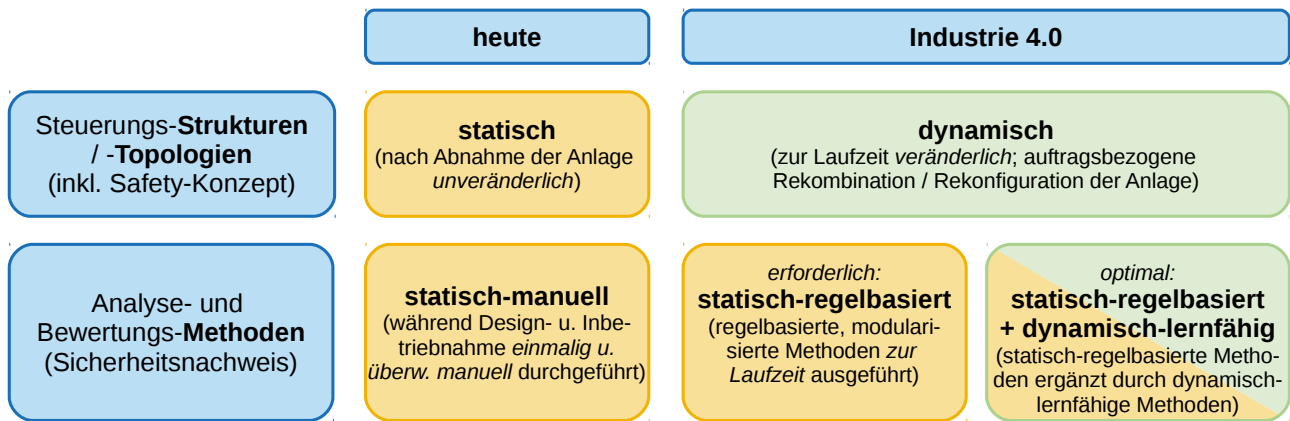 heute
Industrie 4.0
Steuerungs-Strukturen
/ -Topologien
(inkl. Safety-Konzept)
statisch
(nach Abnahme der Anlage
unveränderlich)
dynamisch
(zur Laufzeit veränderlich; auftragsbezogene
Rekombination / Rekonfiguration der Anlage)
Analyse- und
Bewertungs-Methoden
(Sicherheitsnachweis)
statisch-manuell
(während Design- u. Inbe-
triebnahme einmalig u.
überw. manuell durchgeführt)
erforderlich:
statisch-regelbasiert
(regelbasierte, modulari-
sierte Methoden zur
Laufzeit ausgeführt)
optimal:
statisch-regelbasiert
+ dynamisch-lernfähig
(statisch-regelbasierte Metho-
den ergänzt durch dynamisch-
lernfähige Methoden)